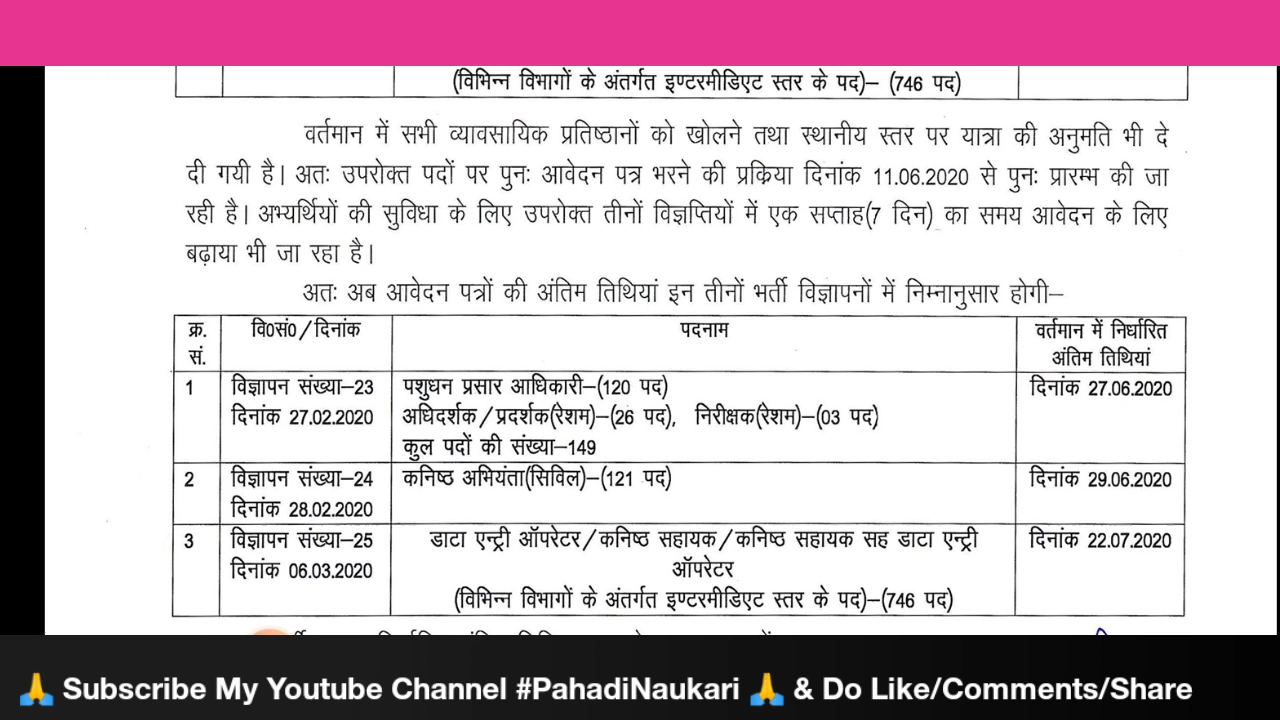 (विभिन्न विभागों के अंतर्गत इण्टरमीडिएट स्तर के पद)– (746 पद)
वर्तमान में सभी व्यावसायिक प्रतिष्ठानों को खोलने तथा स्थानीय स्तर पर यात्रा की अनुमति भी दे
दी गयी है। अतः उपरोक्त पदों पर पुनः आवेदन पत्र भरने की प्रकिया दिनांक 11.06.2020 से पुनः प्रारम्भ की जा
रही है। अभ्यर्थियों की सुविधा के लिए उपरोक्त तीनों विज्ञप्तियों में एक सप्ताह(7 दिन) का समय आवेदन के लिए
बढ़ाया भी जा रहा है।
अतः अब आवेदन पत्रों की अंतिम तिथियां इन तीनों भर्ती विज्ञापनों में निम्नानुसार होगी–
क्र. वि0सं0/दिनांक पदनाम वर्तमान में निर्धारित
सं. अंतिम तिथियां
1 विज्ञापन संख्या–23 पशुधन प्रसार आधिकारी–(120 पद) दिनांक 27.06.2020
दिनांक 27.02.2020 अधिदर्शक/प्रदर्शक(रेशम)–(26 पद), निरीक्षक(रेशम)–(03 पद)
कुल पदों की संख्या–149
2 विज्ञापन संख्या–24 कनिष्ठ अभियंता(सिविल)–(121 पद) दिनांक 29.06.2020
दिनांक 28.02.2020
3 विज्ञापन संख्या–25 डाटा एन्ट्री ऑपरेटर/कनिष्ठ सहायक/कनिष्ठ सहायक सह डाटा एन्ट्री दिनांक 22.07.2020
दिनांक 06.03.2020 ऑपरेटर
(विभिन्न विभागों के अंतर्गत इण्टरमीडिएट स्तर के पद)–(746 पद)
🙏 Subscribe My Youtube Channel #PahadiNaukari 🙏 & Do Like/Comments/Share